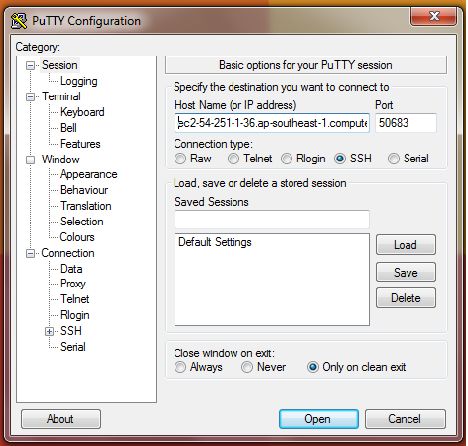 PuTTY Configuration
Category:
Session
Logging
Terminal
Keyboard
Bell
Features
Window
Appearance
Behaviour
Translation
Selection
Colours
Connection
Data
Proxy
Telnet
Rlogin
SSH
Serial
Basic options for your PuTTY session
Specify the destination you want to connect to
Host Name (or IP address) Port
ec2-54-251-1-36.ap-southeast-1.compute 50683
Connection type:
Raw Telnet Rlogin SSH Serial
Load, save or delete a stored session
Saved Sessions
Default Settings
Load
Save
Delete
Close window on exit:
Always Never Only on clean exit
About Open Cancel